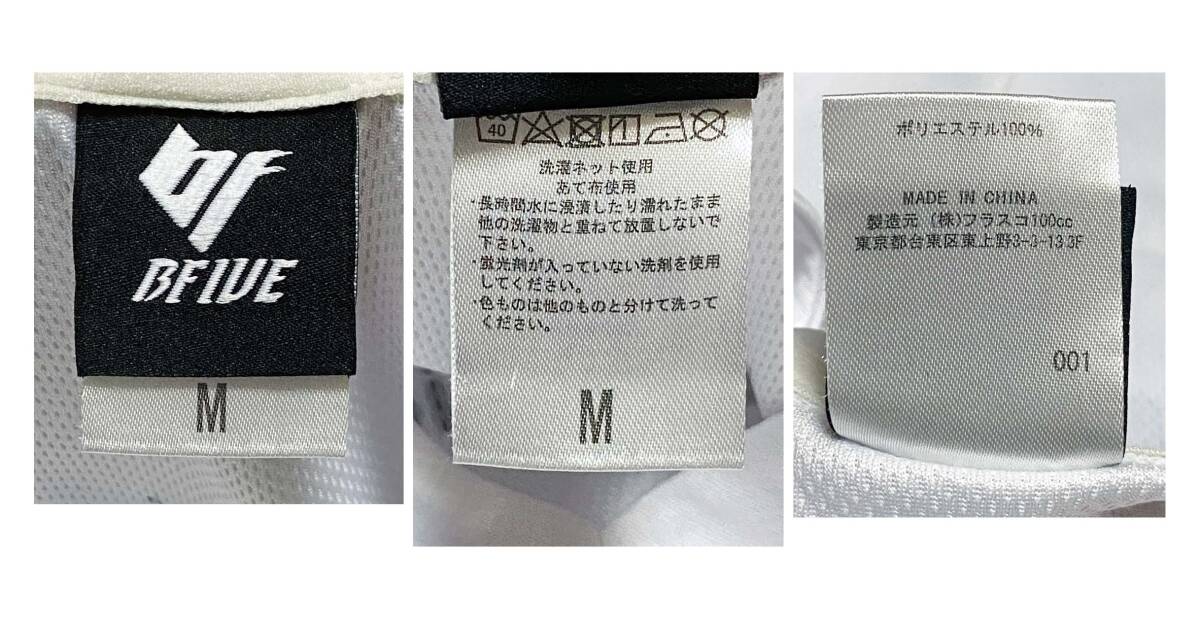 bf
BFIVE
M
40
洗濯ネット使用
あて布使用
・長時間水に浸漬したり濡れたまま
他の洗濯物と重ねて放置しないで
下さい。
・蛍光剤が入っていない洗剤を使用
してください。
・色ものは他のものと分けて洗って
ください。
M
ポリエステル100%
MADE IN CHINA
製造元（株）フラスコ100cc
東京都台東区東上野3-3-13 3F
001